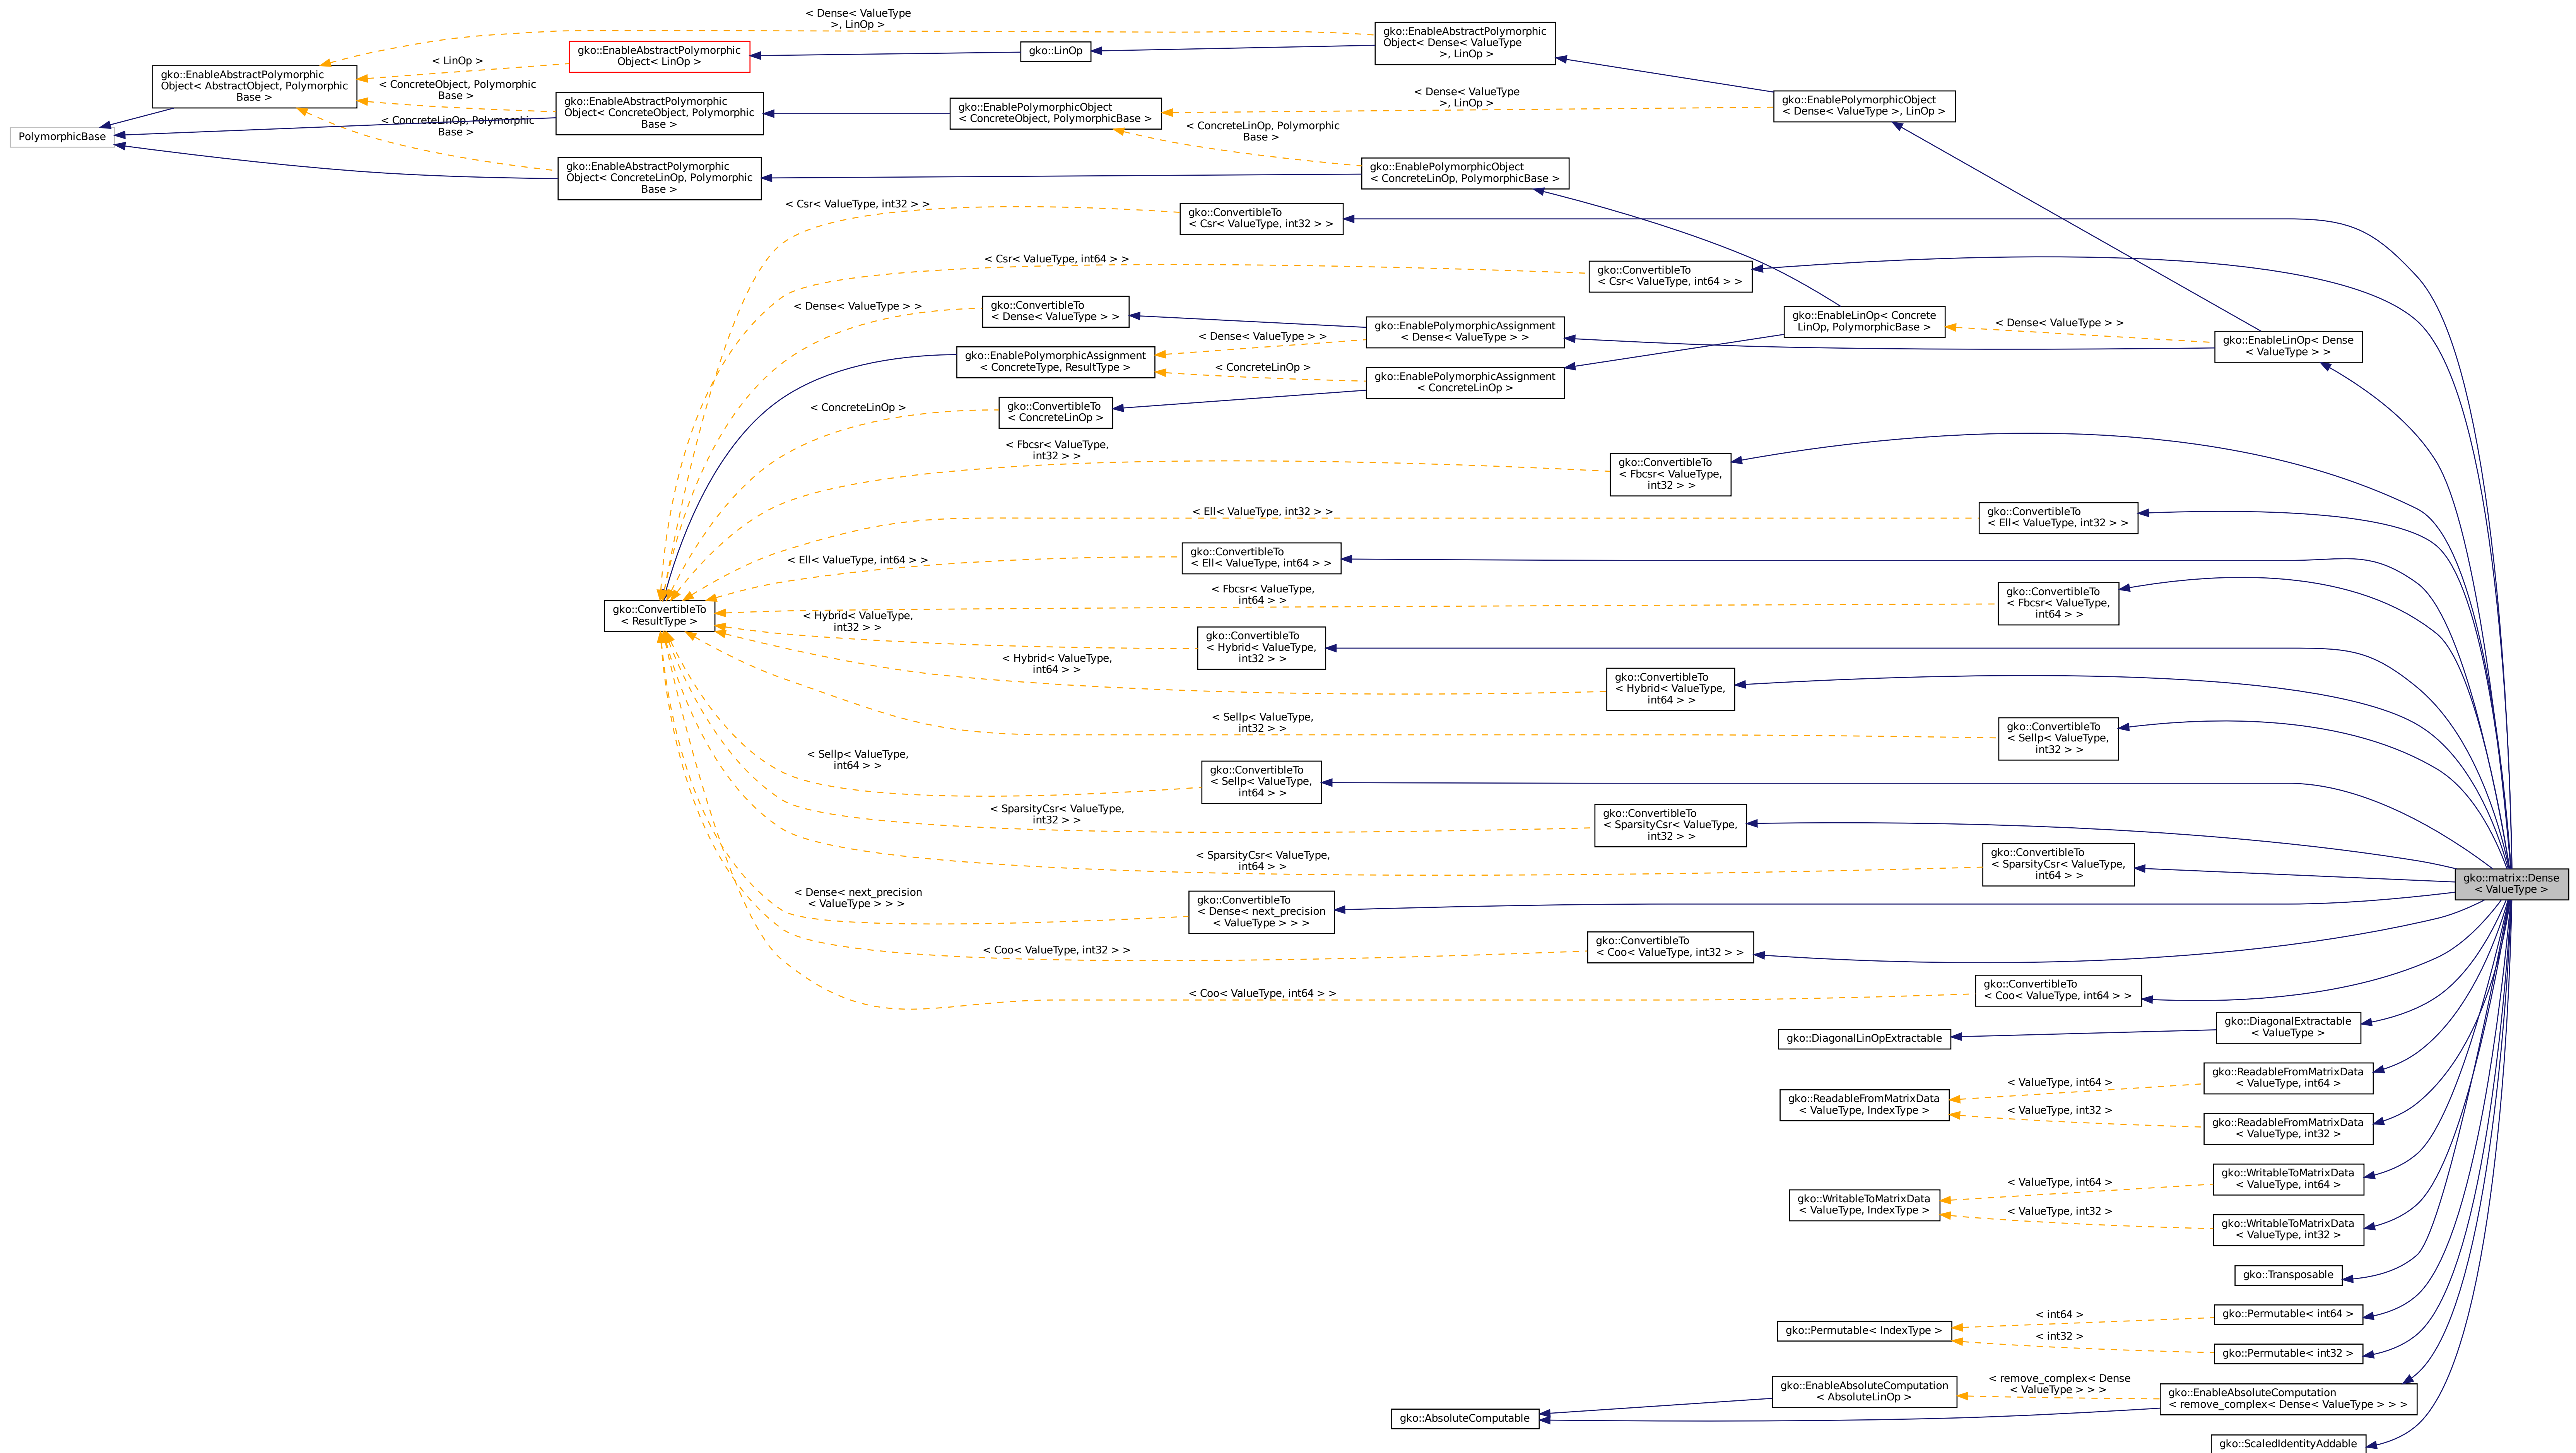 < Dense< ValueType
>, LinOp >
gko::EnableAbstractPolymorphic
Object< Dense< ValueType
>, LinOp >
gko::EnableAbstractPolymorphic
Object< LinOp >
gko::LinOp
< LinOp >
gko::EnableAbstractPolymorphic
Object< AbstractObject, Polymorphic
Base >
< ConcreteObject, Polymorphic
Base >
gko::EnableAbstractPolymorphic
Object< ConcreteObject, Polymorphic
Base >
gko::EnablePolymorphicObject
< ConcreteObject, PolymorphicBase >
< Dense< ValueType
>, LinOp >
gko::EnablePolymorphicObject
< Dense< ValueType >, LinOp >
PolymorphicBase
< ConcreteLinOp, Polymorphic
Base >
< ConcreteLinOp, Polymorphic
Base >
gko::EnableAbstractPolymorphic
Object< ConcreteLinOp, Polymorphic
Base >
gko::EnablePolymorphicObject
< ConcreteLinOp, PolymorphicBase >
< Csr< ValueType, int32 > >
gko::ConvertibleTo
< Csr< ValueType, int32 > >
< Csr< ValueType, int64 > >
gko::ConvertibleTo
< Csr< ValueType, int64 > >
< Dense< ValueType > >
gko::ConvertibleTo
< Dense< ValueType > >
gko::EnablePolymorphicAssignment
< Dense< ValueType > >
gko::EnableLinOp< Concrete
LinOp, PolymorphicBase >
< Dense< ValueType > >
gko::EnableLinOp< Dense
< ValueType > >
< Dense< ValueType > >
gko::EnablePolymorphicAssignment
< ConcreteType, ResultType >
< ConcreteLinOp >
gko::EnablePolymorphicAssignment
< ConcreteLinOp >
< ConcreteLinOp >
gko::ConvertibleTo
< ConcreteLinOp >
< Fbcsr< ValueType,
int32 > >
gko::ConvertibleTo
< Fbcsr< ValueType,
int32 > >
< Ell< ValueType, int32 > >
gko::ConvertibleTo
< Ell< ValueType, int32 > >
< Ell< ValueType, int64 > >
gko::ConvertibleTo
< Ell< ValueType, int64 > >
< Fbcsr< ValueType,
int64 > >
gko::ConvertibleTo
< Fbcsr< ValueType,
int64 > >
gko::ConvertibleTo
< ResultType >
< Hybrid< ValueType,
int32 > >
gko::ConvertibleTo
< Hybrid< ValueType,
int32 > >
< Hybrid< ValueType,
int64 > >
gko::ConvertibleTo
< Hybrid< ValueType,
int64 > >
< Sellp< ValueType,
int32 > >
gko::ConvertibleTo
< Sellp< ValueType,
int32 > >
< Sellp< ValueType,
int64 > >
gko::ConvertibleTo
< Sellp< ValueType,
int64 > >
< SparsityCsr< ValueType,
int32 > >
gko::ConvertibleTo
< SparsityCsr< ValueType,
int32 > >
< SparsityCsr< ValueType,
int64 > >
gko::ConvertibleTo
< SparsityCsr< ValueType,
int64 > >
gko::matrix::Dense
< ValueType >
< Dense< next_precision
< ValueType > > >
gko::ConvertibleTo
< Dense< next_precision
< ValueType > > >
< Coo< ValueType, int32 > >
gko::ConvertibleTo
< Coo< ValueType, int32 > >
< Coo< ValueType, int64 > >
gko::ConvertibleTo
< Coo< ValueType, int64 > >
gko::DiagonalLinOpExtractable
gko::DiagonalExtractable
< ValueType >
gko::ReadableFromMatrixData
< ValueType, IndexType >
< ValueType, int64 >
gko::ReadableFromMatrixData
< ValueType, int64 >
< ValueType, int32 >
gko::ReadableFromMatrixData
< ValueType, int32 >
gko::WritableToMatrixData
< ValueType, IndexType >
< ValueType, int64 >
gko::WritableToMatrixData
< ValueType, int64 >
< ValueType, int32 >
gko::WritableToMatrixData
< ValueType, int32 >
gko::Transposable
gko::Permutable< IndexType >
< int64 >
gko::Permutable< int64 >
< int32 >
gko::Permutable< int32 >
gko::AbsoluteComputable
gko::EnableAbsoluteComputation
< AbsoluteLinOp >
< remove_complex< Dense
< ValueType > > >
gko::EnableAbsoluteComputation
< remove_complex< Dense< ValueType > > >
gko::ScaledIdentityAddable